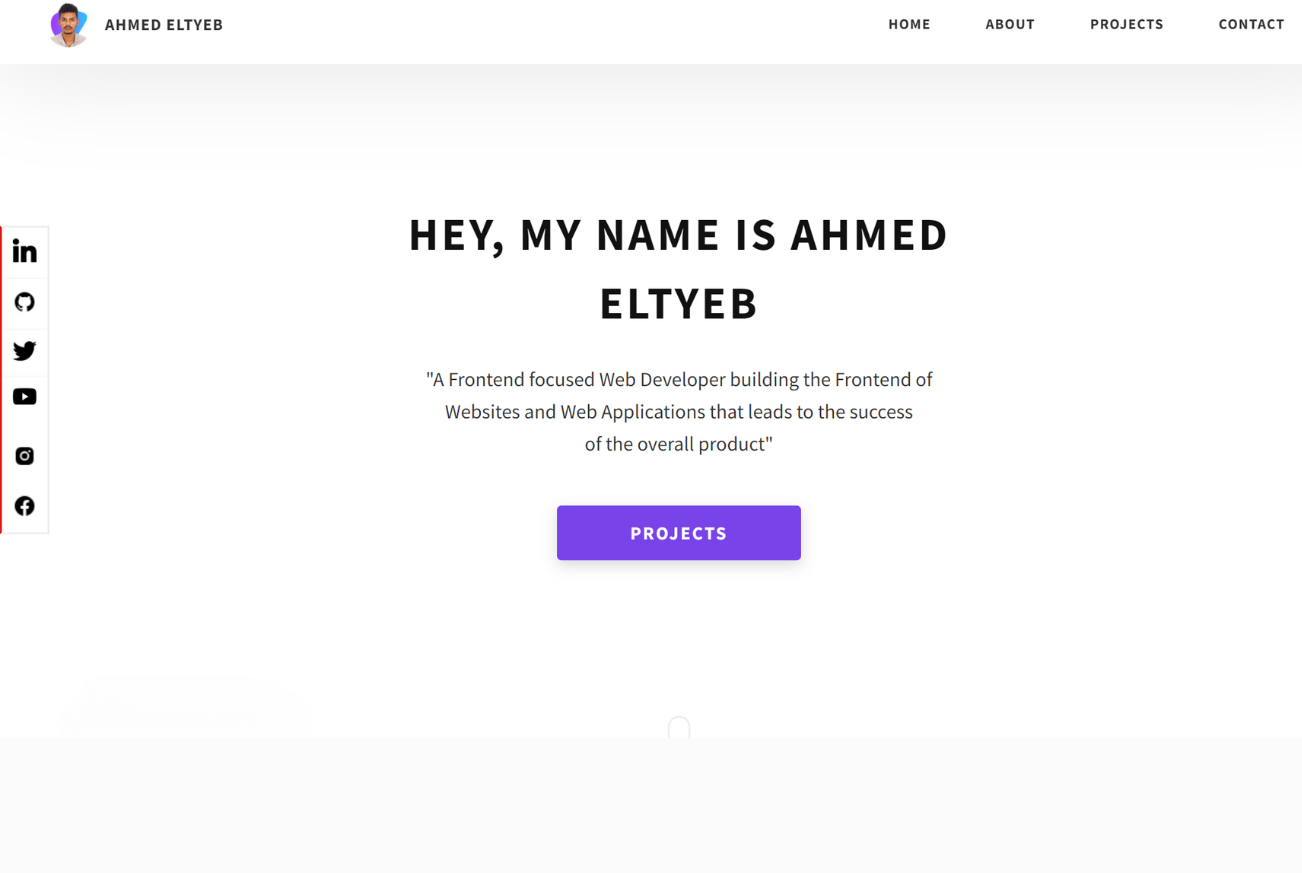 AHMED ELTYEB
HOME ABOUT PROJECTS CONTACT
HEY, MY NAME IS AHMED
ELTYEB
"A Frontend focused Web Developer building the Frontend of
Websites and Web Applications that leads to the success
of the overall product"
PROJECTS